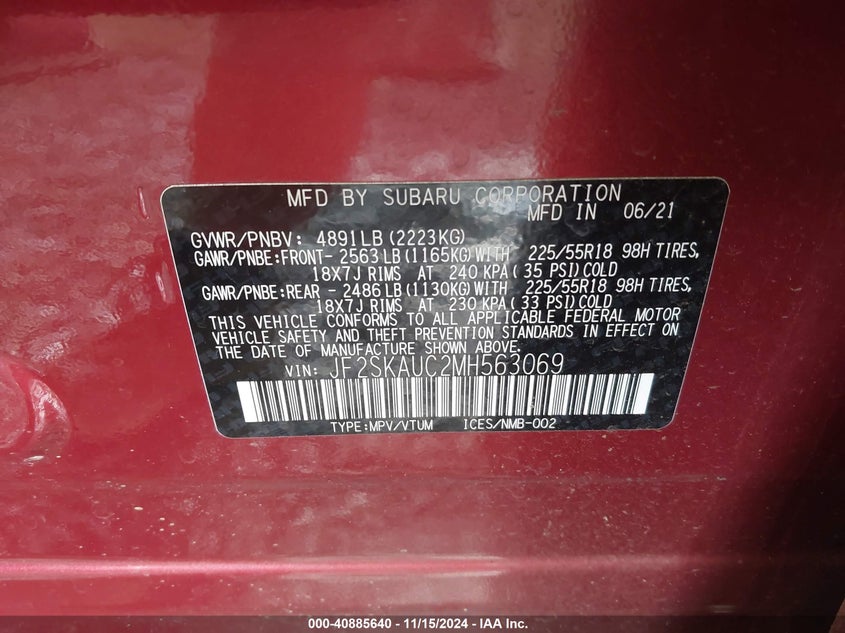 MFD BY SUBARU CORPORATION
MFD IN 06/21
GVWR/PNBV: 4891LB(2223KG)
GAWR/PNBE:FRONT- 2563LB(1165KG)WITH 225/55R18 98H TIRES,
18X7J RIMS AT 240 KPA( 35 PSI)COLD
GAWR/PNBE:REAR - 2486LB(1130KG)WITH 225/55R18 98H TIRES,
18X7J RIMS AT 230 KPA( 33 PSI)COLD
THIS VEHICLE CONFORMS TO ALL APPLICABLE FEDERAL MOTOR
VEHICLE SAFETY AND THEFT PREVENTION STANDARDS IN EFFECT ON
THE DATE OF MANUFACTURE SHOWN ABOVE.
VIN: JF2SKAUC2MH563069
TYPE:MPV/VTUM ICES/NMB-002
000-40885640 - 11/15/2024 - IAA Inc.